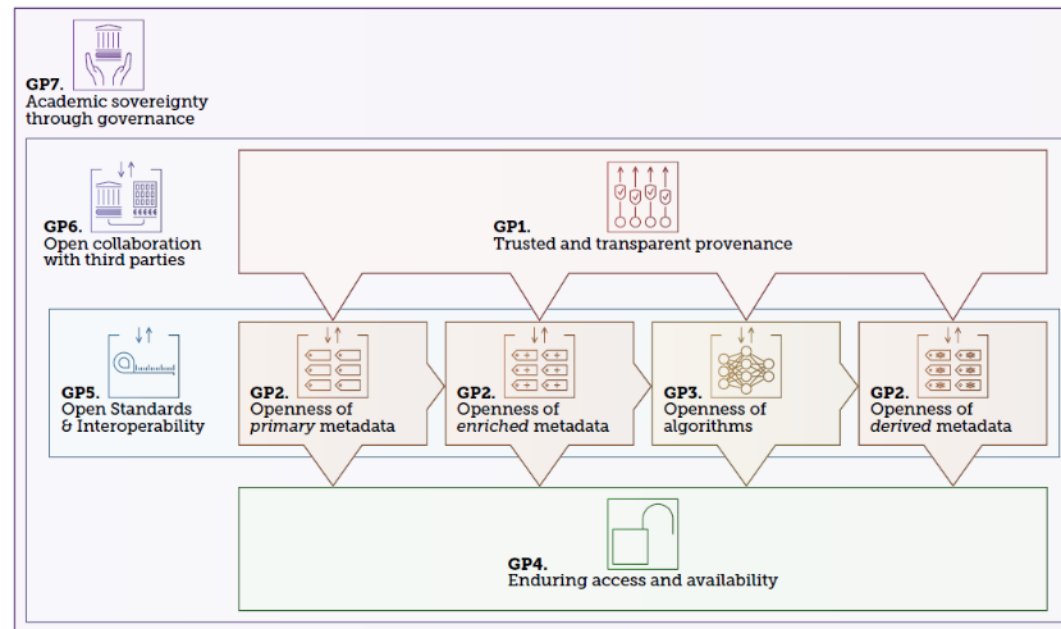 GP7.
Academic sovereignty
through governance
GP6.
Open collaboration
with third parties
GP1.
Trusted and transparent provenance
GP5.
Open Standards
& Interoperability
GP2.
Openness of
primary metadata
GP2.
Openness of
enriched metadata
GP3.
Openness of
algorithms
GP2.
Openness of
derived metadata
GP4.
Enduring access and availability